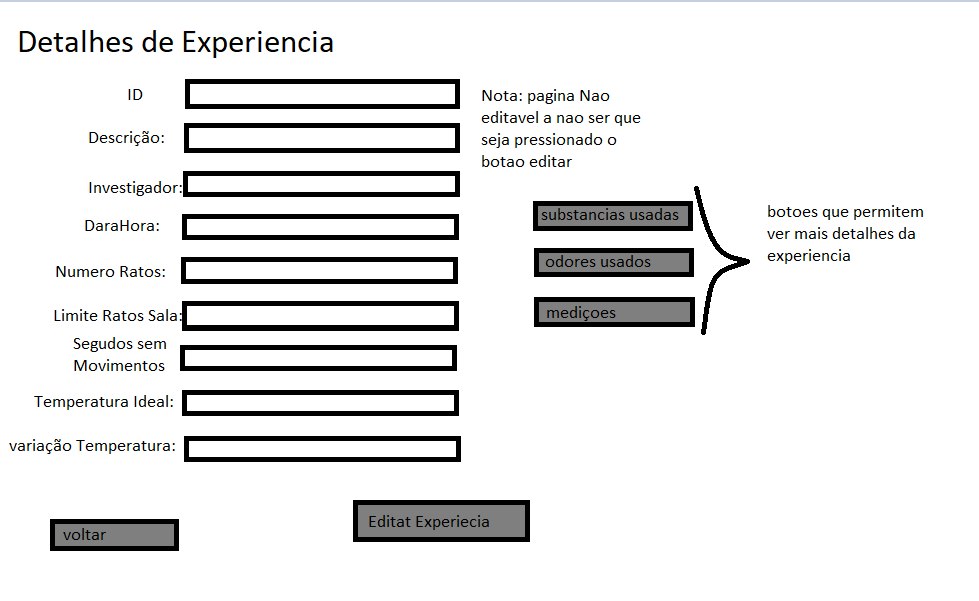 Detalhes de Experiencia
ID
Descrição:
Investigador:
DaraHora:
Numero Ratos:
Limite Ratos Sala:
Segudos sem
Movimentos
Temperatura Ideal:
variação Temperatura:
Nota: pagina Nao
editavel a nao ser que
seja pressionado o
botao editar
substancias usadas
odores usados
mediçoes
botoes que permitem
ver mais detalhes da
experiencia
voltar
Editat Experiecia